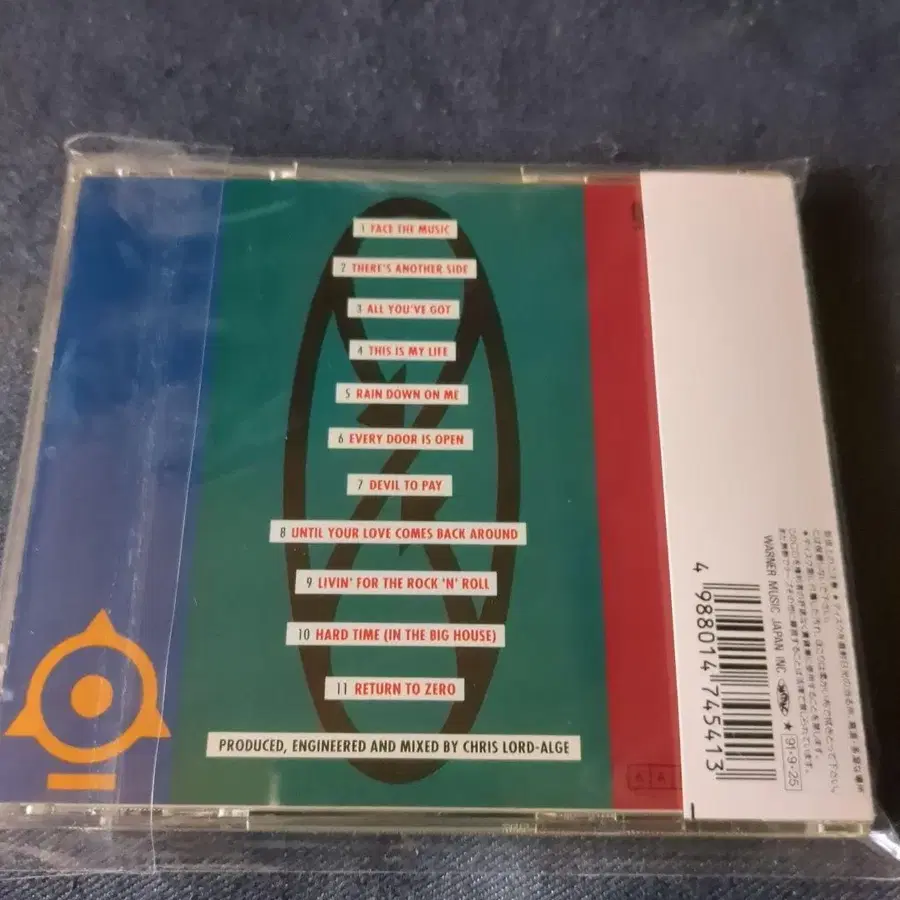 1 FACE THE MUSIC
2 THERE'S ANOTHER SIDE
3 ALL YOU'VE GOT
4 THIS IS MY LIFE
5 RAIN DOWN ON ME
6 EVERY DOOR IS OPEN
7 DEVIL TO PAY
8 UNTIL YOUR LOVE COMES BACK AROUND
9 LIVIN' FOR THE ROCK 'N' ROLL
10 HARD TIME (IN THE BIG HOUSE)
11 RETURN TO ZERO
PRODUCED, ENGINEERED AND MIXED BY CHRIS LORD-ALGE
WARNER MUSIC JAPAN INC.
★ 91・9・25
4 988014 745413